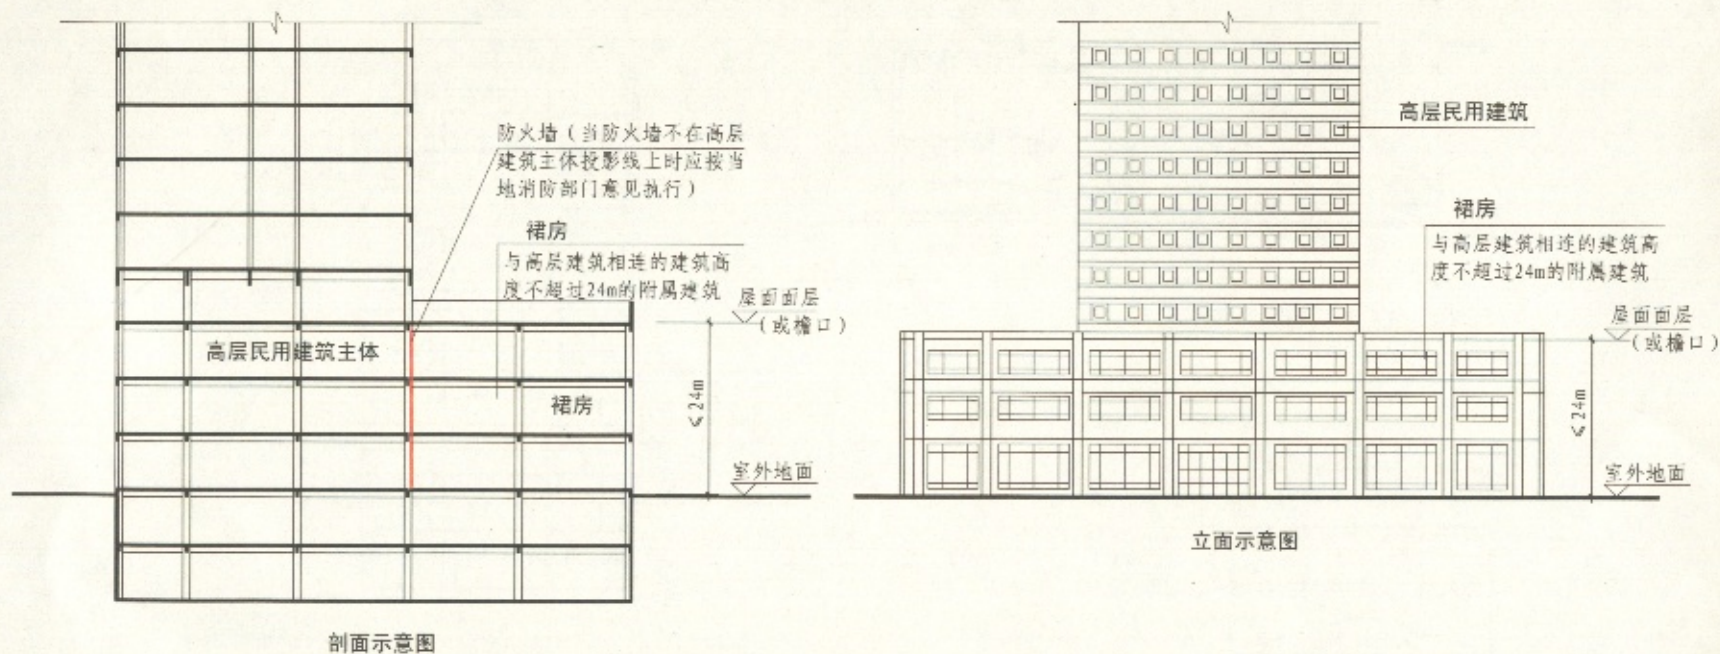 防火墙（当防火墙不在高层
建筑主体投影线上时应按当
地消防部门意见执行）
裙房
与高层建筑相连的建筑高
度不超过24m的附属建筑
屋面面层
（或檐口）
高层民用建筑主体
裙房
≤24m
室外地面
剖面示意图
高层民用建筑
裙房
与高层建筑相连的建筑高
度不超过24m的附属建筑
屋面面层
（或檐口）
≤24m
室外地面
立面示意图